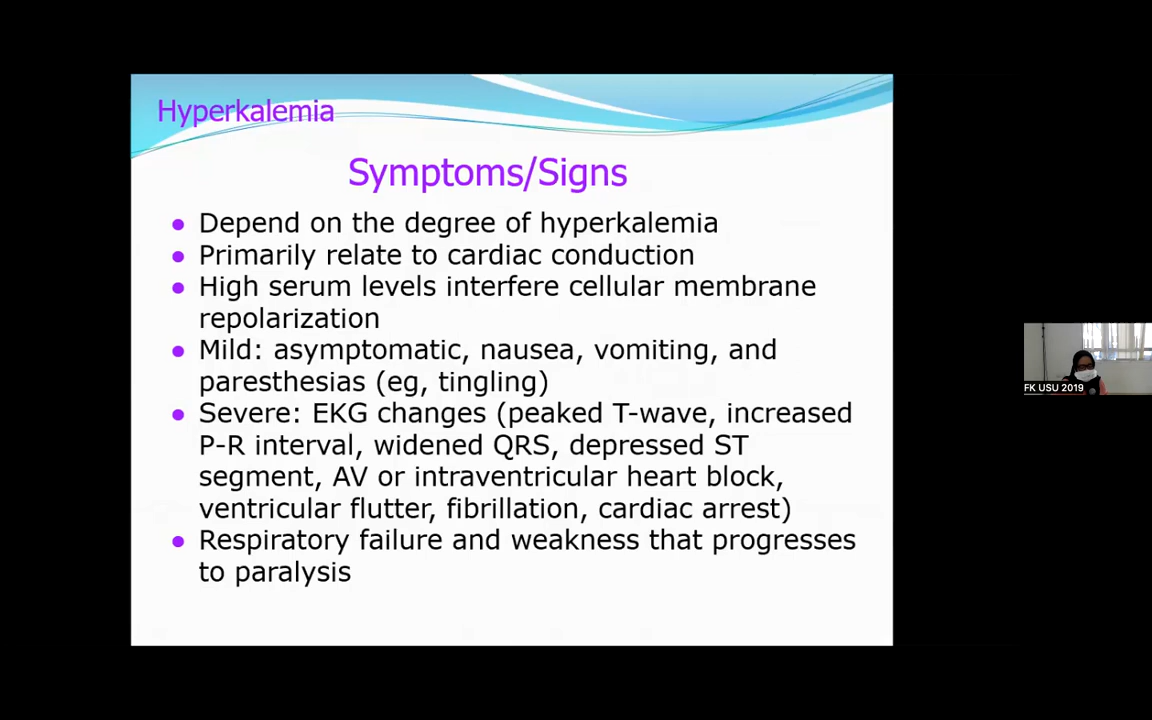 Hyperkalemia
Symptoms/Signs
● Depend on the degree of hyperkalemia
● Primarily relate to cardiac conduction
● High serum levels interfere cellular membrane
repolarization
● Mild: asymptomatic, nausea, vomiting, and
paresthesias (eg, tingling)
● Severe: EKG changes (peaked T-wave, increased
P-R interval, widened QRS, depressed ST
segment, AV or intraventricular heart block,
ventricular flutter, fibrillation, cardiac arrest)
● Respiratory failure and weakness that progresses
to paralysis
FK USU 2019